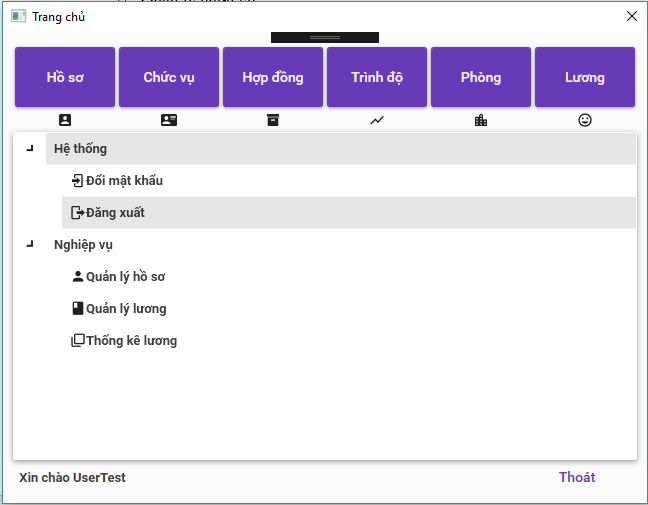 Trang chủ
Hồ sơ Chức vụ Hợp đồng Trình độ Phòng Lương
Hệ thống
Đổi mật khẩu
Đăng xuất
Nghiệp vụ
Quản lý hồ sơ
Quản lý lương
Thống kê lương
Xin chào UserTest Thoát